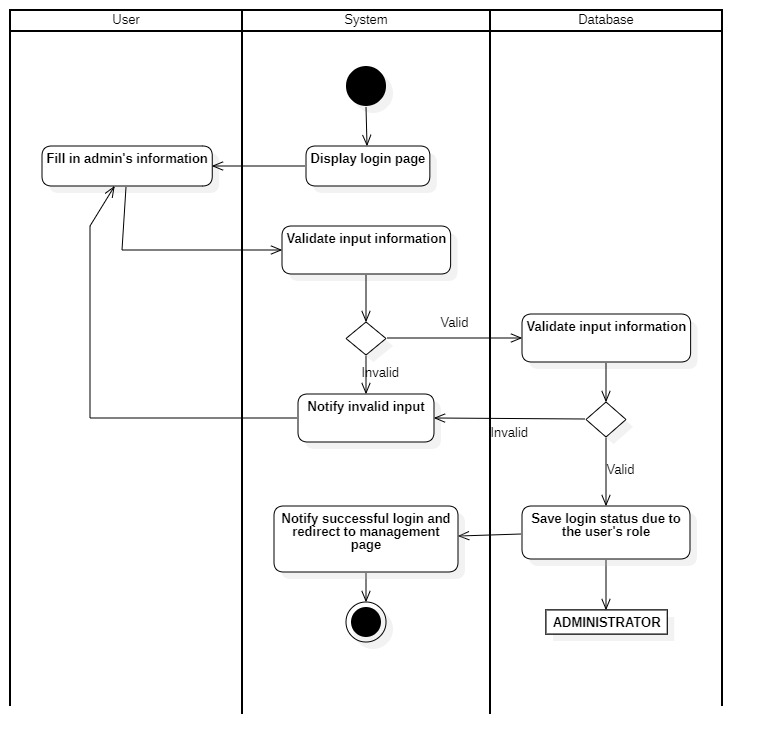 User
System
Database
Fill in admin's information
Display login page
Validate input information
Valid
Validate input information
Invalid
Notify invalid input
Invalid
Valid
Notify successful login and
redirect to management
page
Save login status due to
the user's role
ADMINISTRATOR